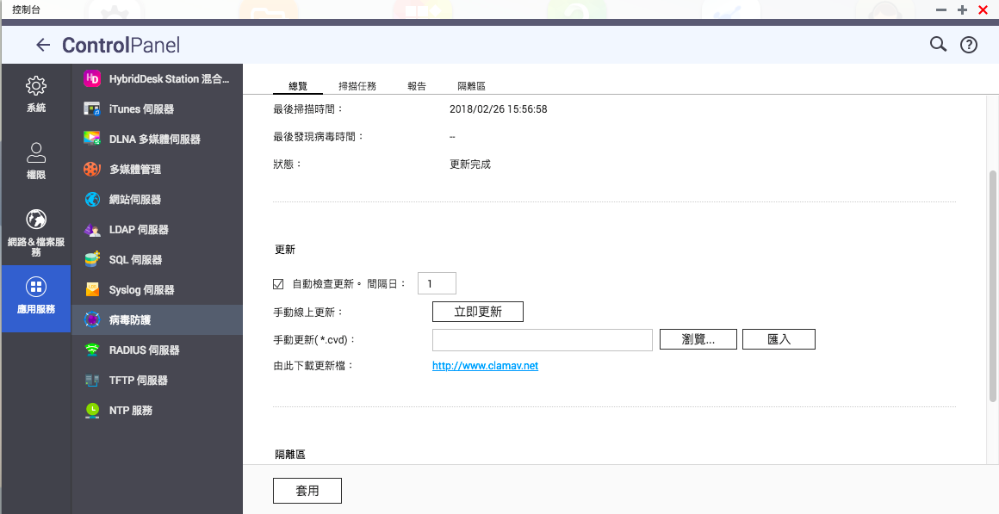 控制台
ControlPanel
系統
權限
網路&檔案服
務
應用服務
HybridDesk Station 混合...
iTunes 伺服器
DLNA 多媒體伺服器
多媒體管理
網站伺服器
LDAP 伺服器
SQL 伺服器
Syslog 伺服器
病毒防護
RADIUS 伺服器
TFTP 伺服器
NTP 服務
總覽 掃描任務 報告 隔離區
最後掃描時間： 2018/02/26 15:56:58
最後發現病毒時間： --
狀態： 更新完成
更新
自動檢查更新。 間隔日： 1
手動線上更新： 立即更新
手動更新( *.cvd)： 瀏覽... 匯入
由此下載更新檔： http://www.clamav.net
隔離區
套用